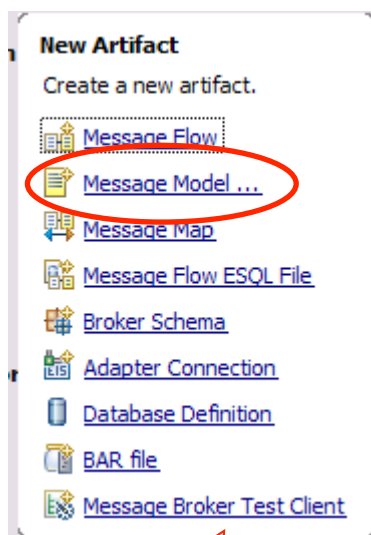 New Artifact
Create a new artifact.
Message Flow
Message Model ...
Message Map
Message Flow ESQL File
Broker Schema
EIS
Adapter Connection
Database Definition
BAR file
Message Broker Test Client